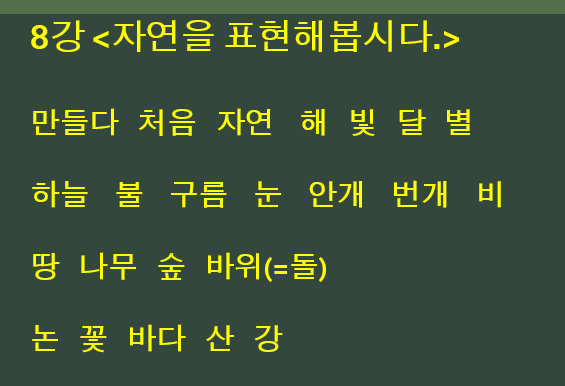 8강 <자연을 표현해봅시다.>
만들다 처음 자연 해 빛 달 별
하늘 불 구름 눈 안개 번개 비
땅 나무 숲 바위(=돌)
논 꽃 바다 산 강